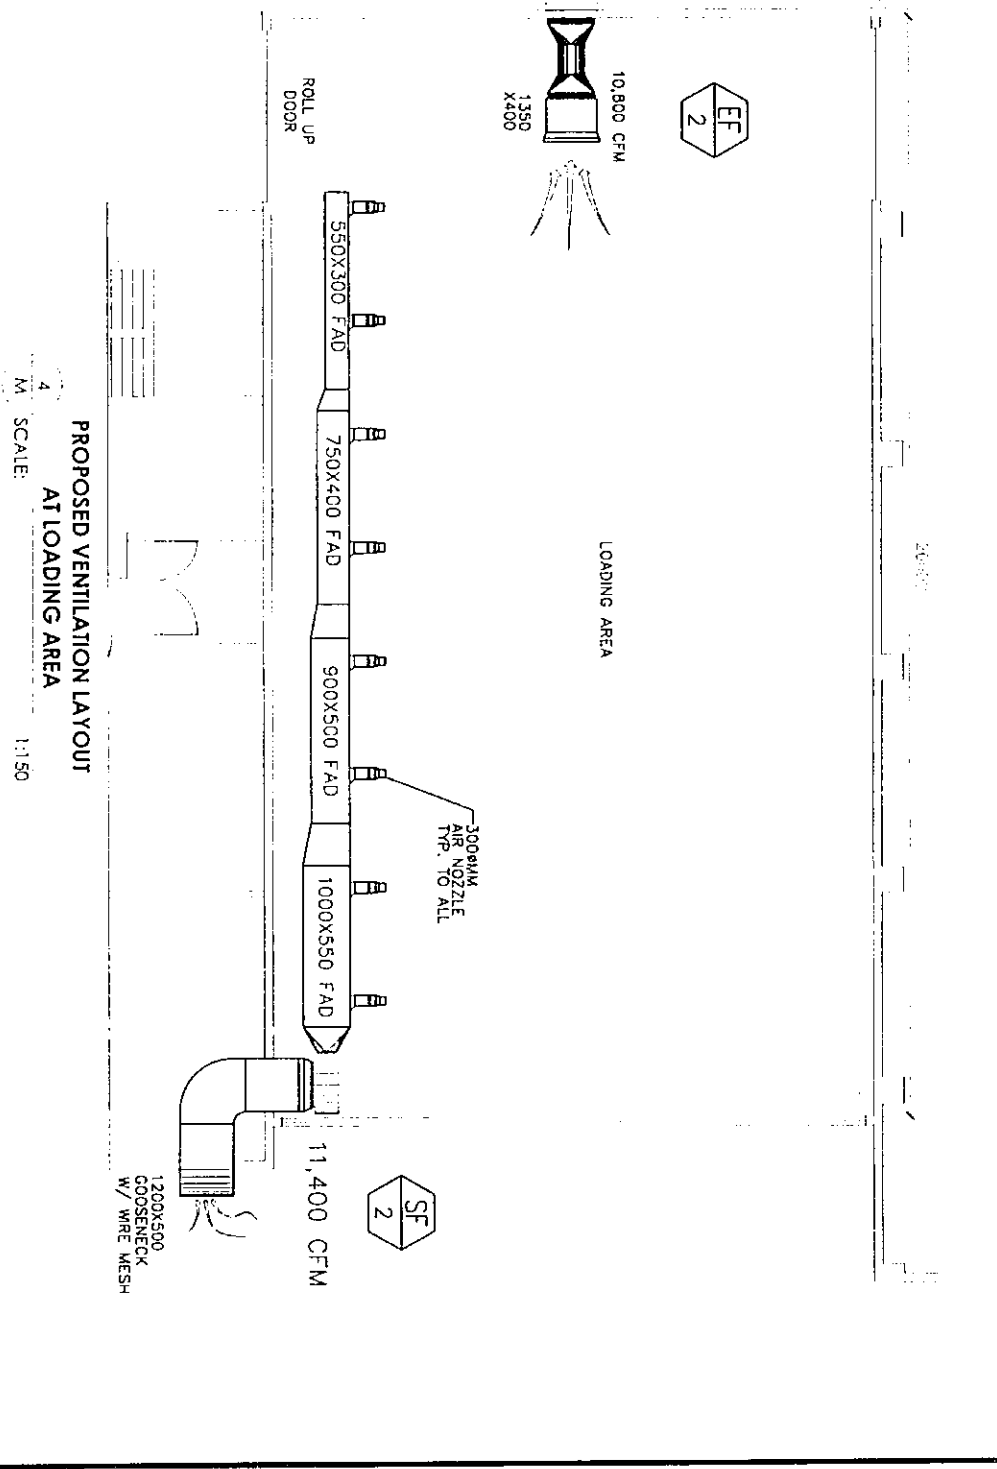 EF
2
10,800 CFM
1350
X400
ROLL UP
DOOR
550X300 FAD
750X400 FAD
900X500 FAD
1000X550 FAD
LOADING AREA
300ØMM
AIR NOZZLE
TYP. TO ALL
SF
2
11,400 CFM
1200X500
GOOSENECK
W/ WIRE MESH
PROPOSED VENTILATION LAYOUT
AT LOADING AREA
4
M
SCALE:
1:150